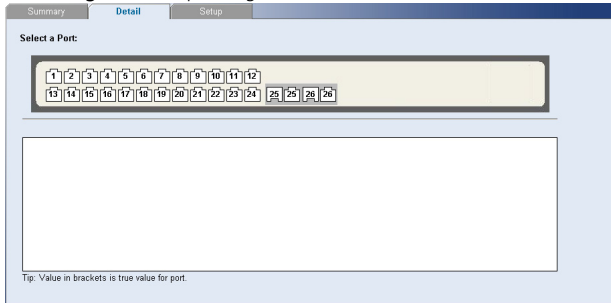 Summary Detail Setup
Select a Port:
1 2 3 4 5 6 7 8 9 10 11 12
13 14 15 16 17 18 19 20 21 22 23 24 25 25 26 26
Tip: Value in brackets is true value for port.